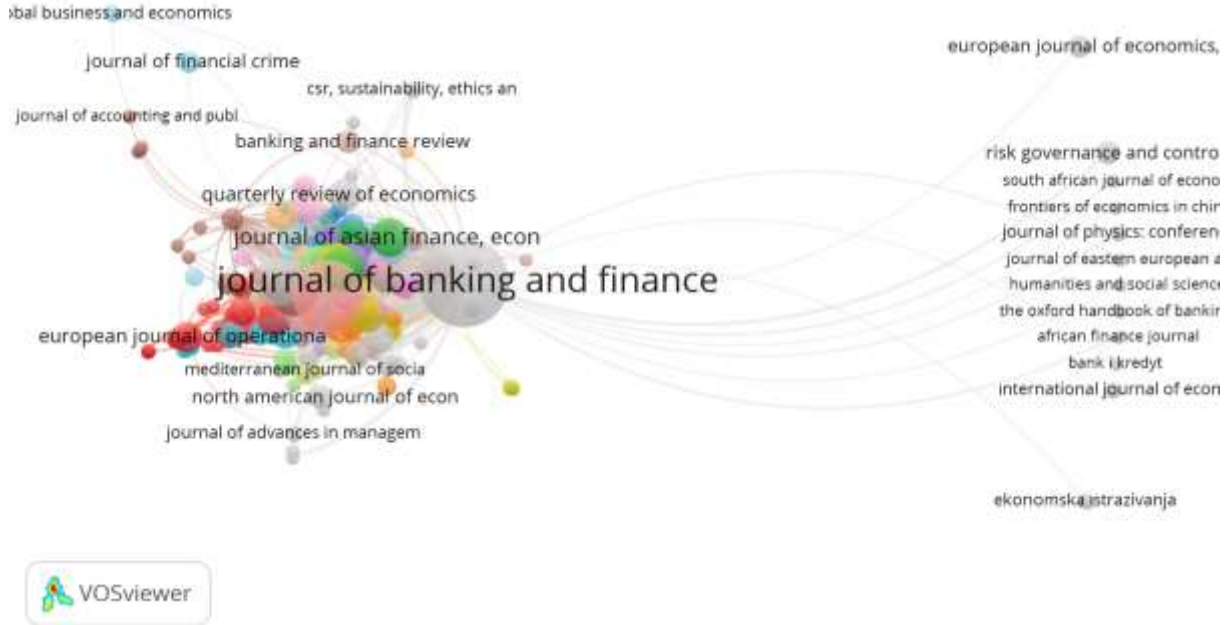 obal business and economics
european journal of economics,
journal of financial crime
csr, sustainability, ethics an
journal of accounting and publ
banking and finance review
risk governance and contro
south african journal of econo
quarterly review of economics
frontiers of economics in chin
journal of physics: conferen
journal of asian finance, econ
journal of eastern european a
journal of banking and finance
humanities and social science
the oxford handbook of bankin
european journal of operationa
african finance journal
bank i kredyt
mediterranean journal of socia
international journal of econ
north american journal of econ
journal of advances in managem
ekonomska istrazivanja
VOSviewer